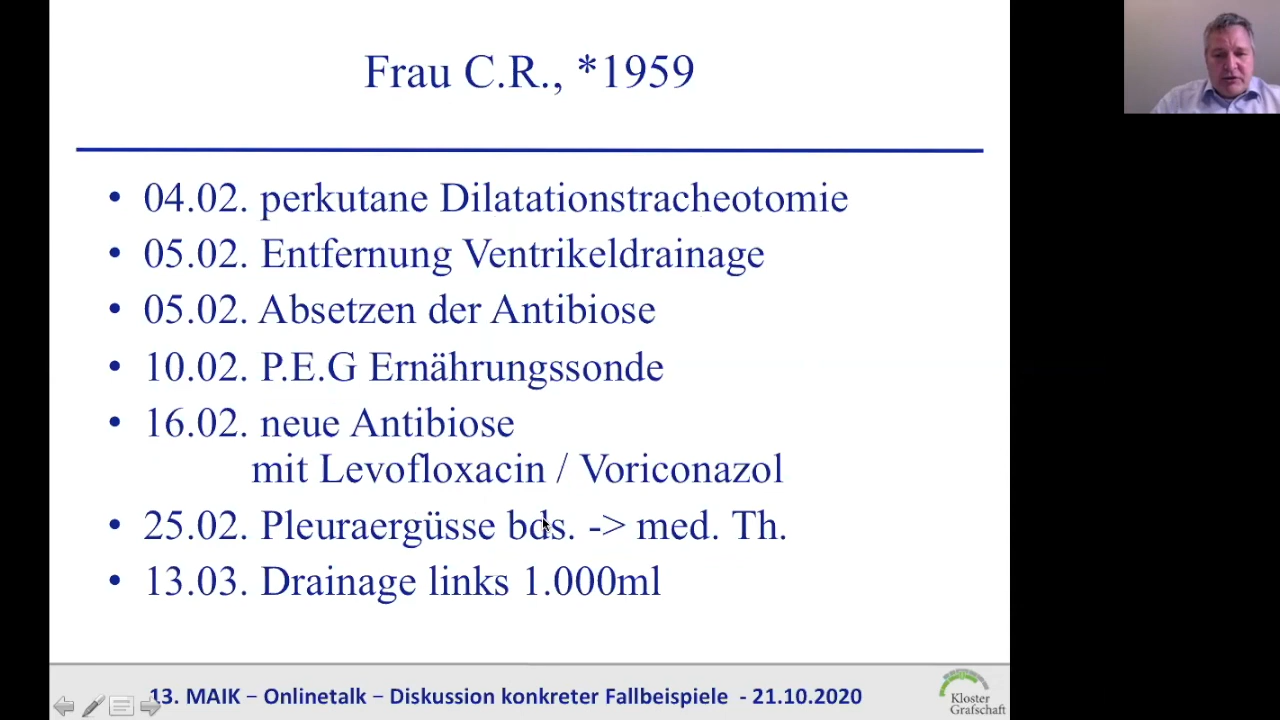 Frau C.R., *1959
• 04.02. perkutane Dilatationstracheotomie
• 05.02. Entfernung Ventrikeldrainage
• 05.02. Absetzen der Antibiose
• 10.02. P.E.G Ernährungssonde
• 16.02. neue Antibiose
mit Levofloxacin / Voriconazol
• 25.02. Pleuraergüsse bds. -> med. Th.
• 13.03. Drainage links 1.000ml
13. MAIK – Onlinetalk – Diskussion konkreter Fallbeispiele - 21.10.2020
Kloster
Grafschaft